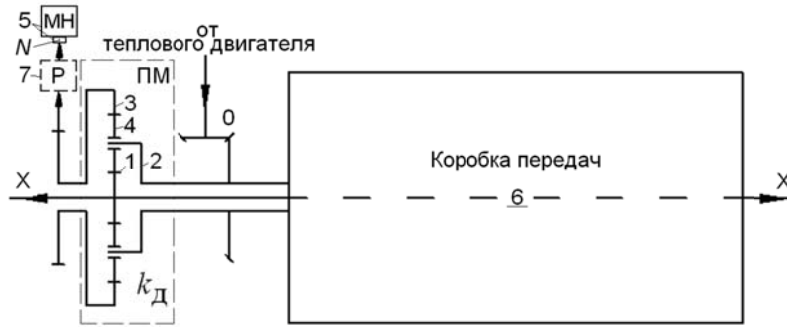 5
МН
N
7
Р
ПМ
от
теплового двигателя
3
4
0
1
2
Коробка передач
Х
Х
6
kД